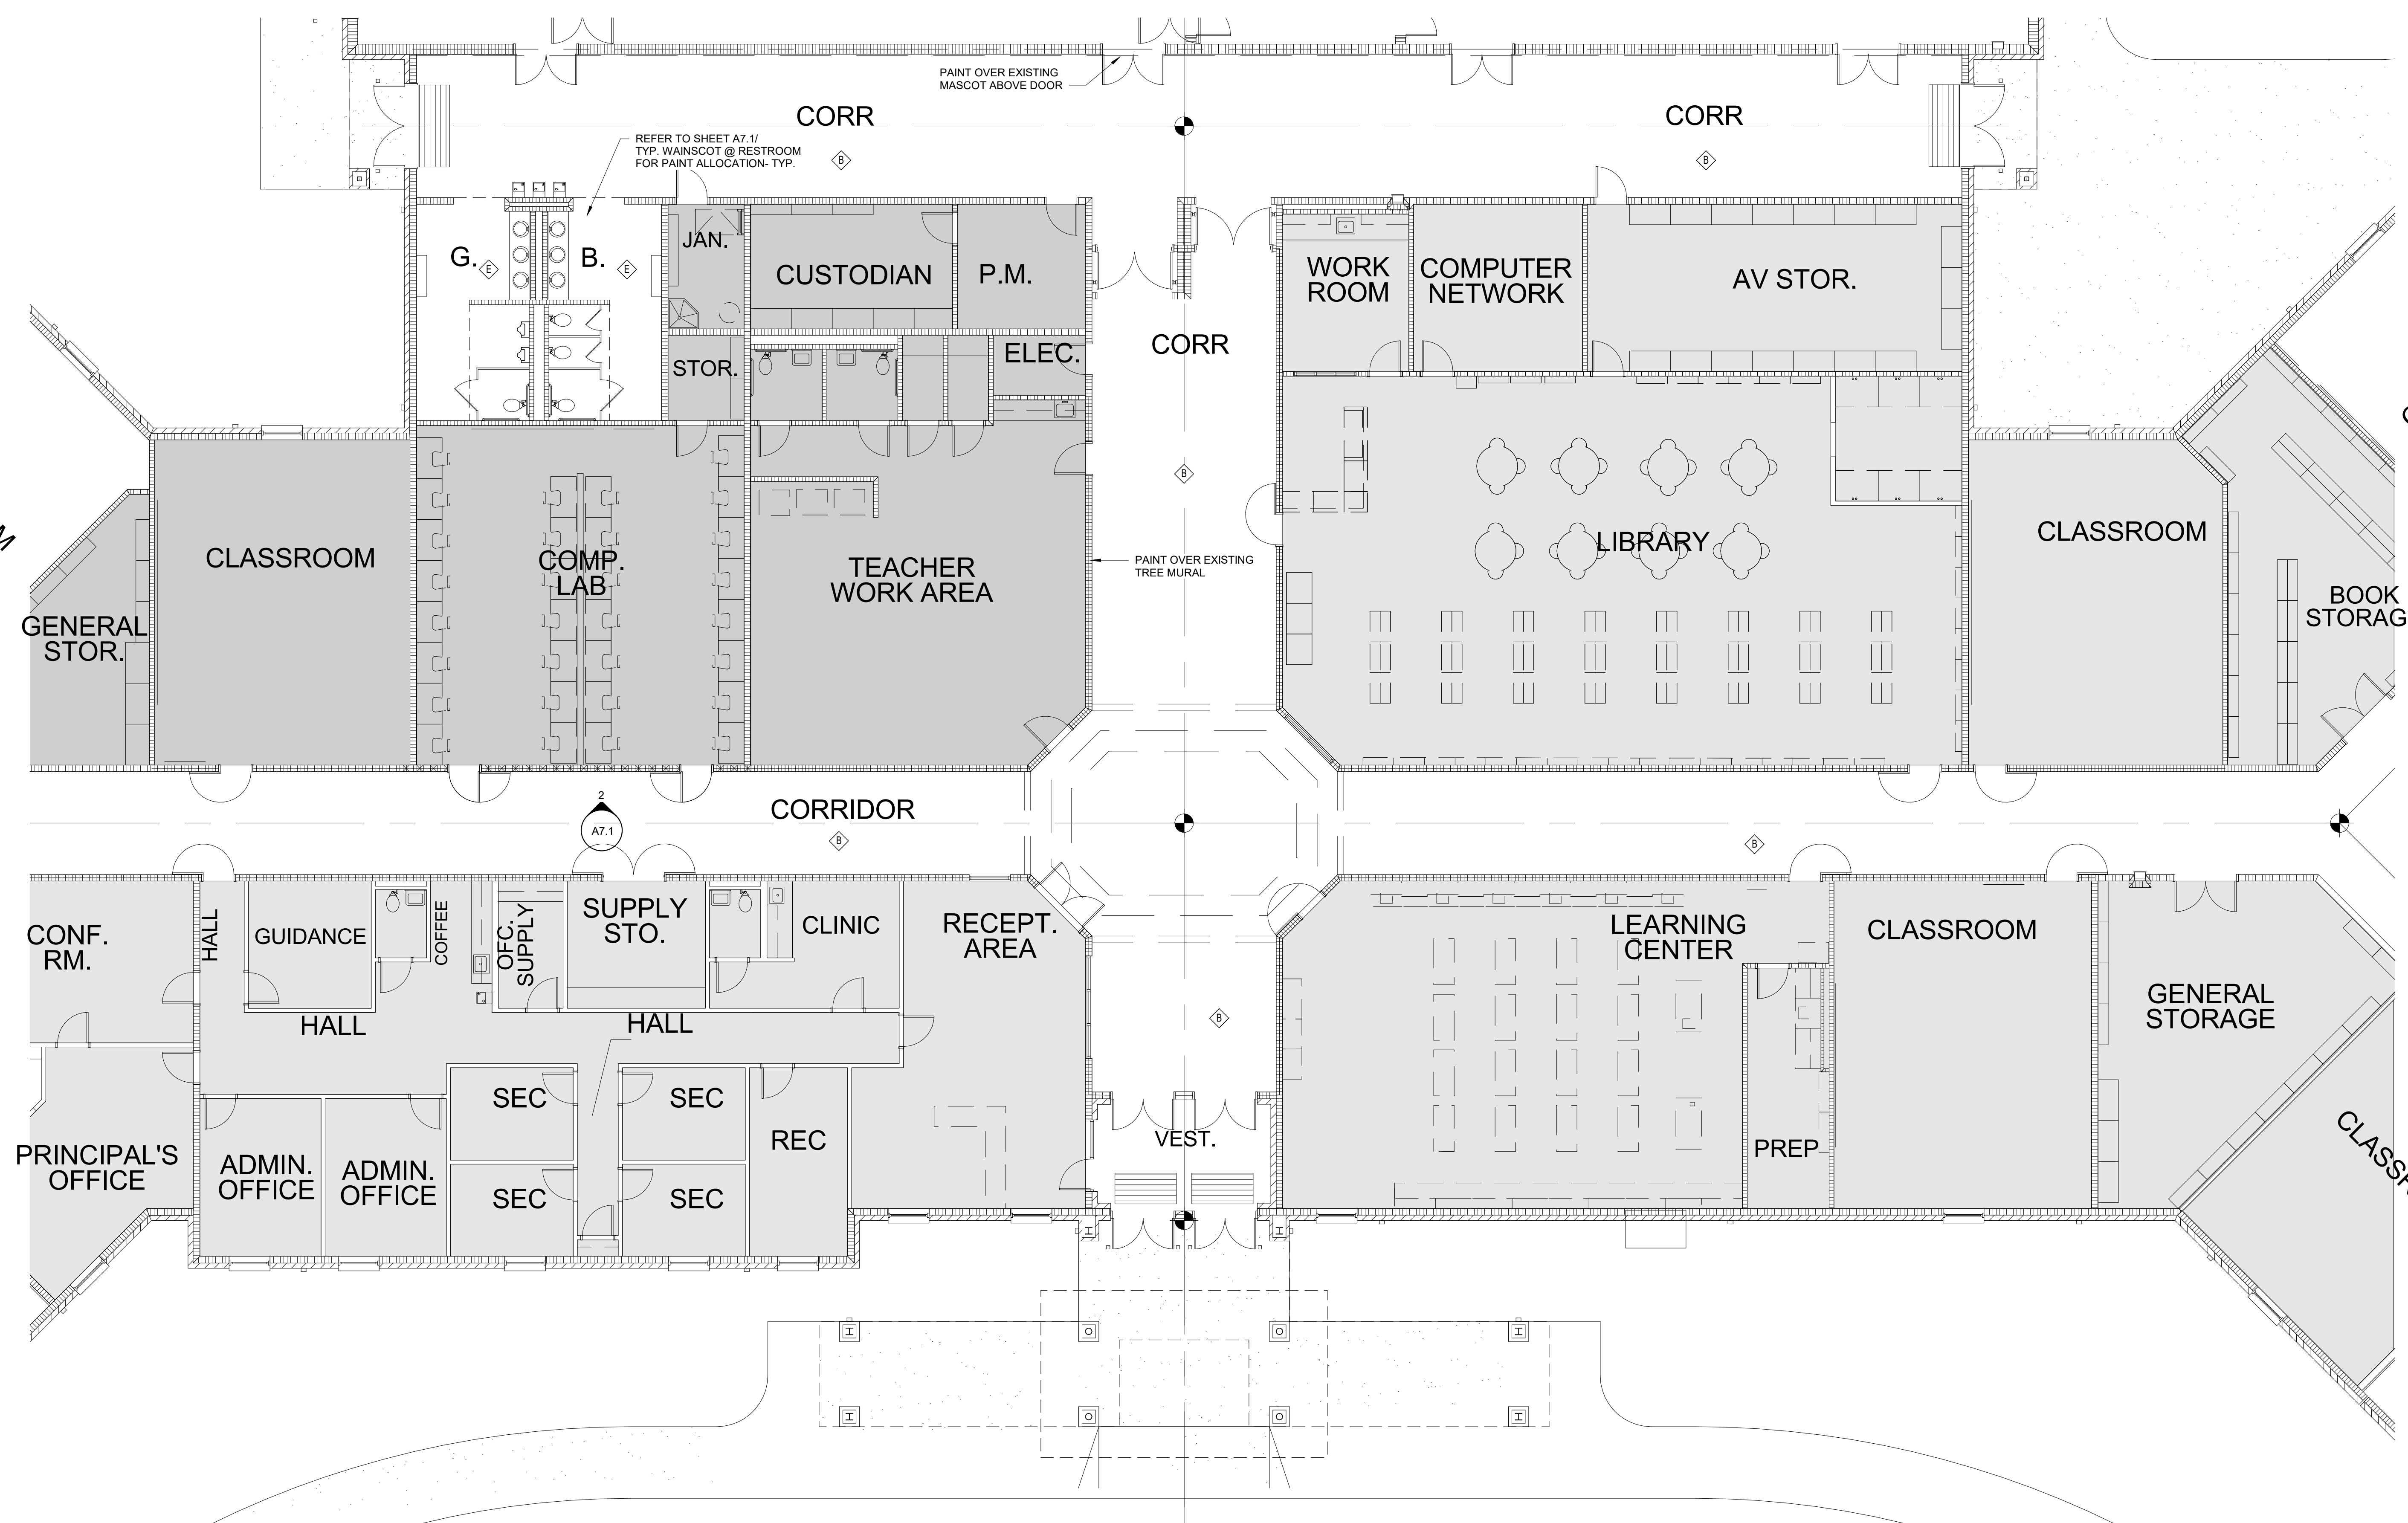 PAINT OVER EXISTING
MASCOT ABOVE DOOR
CORR
CORR
REFER TO SHEET A7.1/
TYP. WAINSCOT @ RESTROOM
FOR PAINT ALLOCATION- TYP.
B
B
G.
E
B.
E
JAN.
CUSTODIAN
P.M.
WORK
ROOM
COMPUTER
NETWORK
AV STOR.
STOR.
ELEC.
CORR
B
CLASSROOM
COMP.
LAB
TEACHER
WORK AREA
PAINT OVER EXISTING
TREE MURAL
LIBRARY
CLASSROOM
GENERAL
STOR.
BOOK
STORAG
M
2
A7.1
CORRIDOR
B
B
CONF.
RM.
HALL
GUIDANCE
COFFEE
OFC.
SUPPLY
SUPPLY
STO.
CLINIC
RECEPT.
AREA
LEARNING
CENTER
CLASSROOM
GENERAL
STORAGE
HALL
HALL
B
PRINCIPAL'S
OFFICE
ADMIN.
OFFICE
ADMIN.
OFFICE
SEC
SEC
SEC
SEC
REC
VEST.
PREP
CLASSR
H
H
H
H
H
H
O
O
O
O